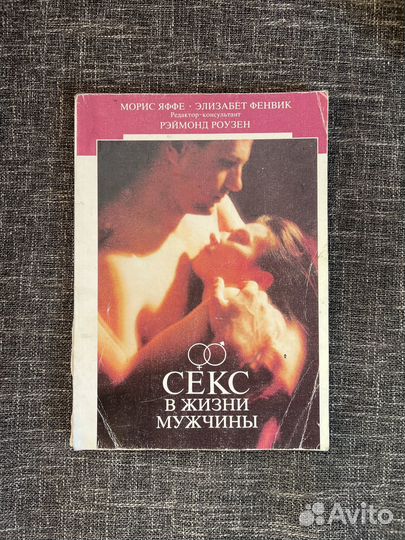 МОРИС ЯФФЕ · ЭЛИЗАБЕТ ФЕНВИК
Редактор-консультант
РЭЙМОНД РОУЗЕН
СЕКС
В ЖИЗНИ
МУЖЧИНЫ
Avito